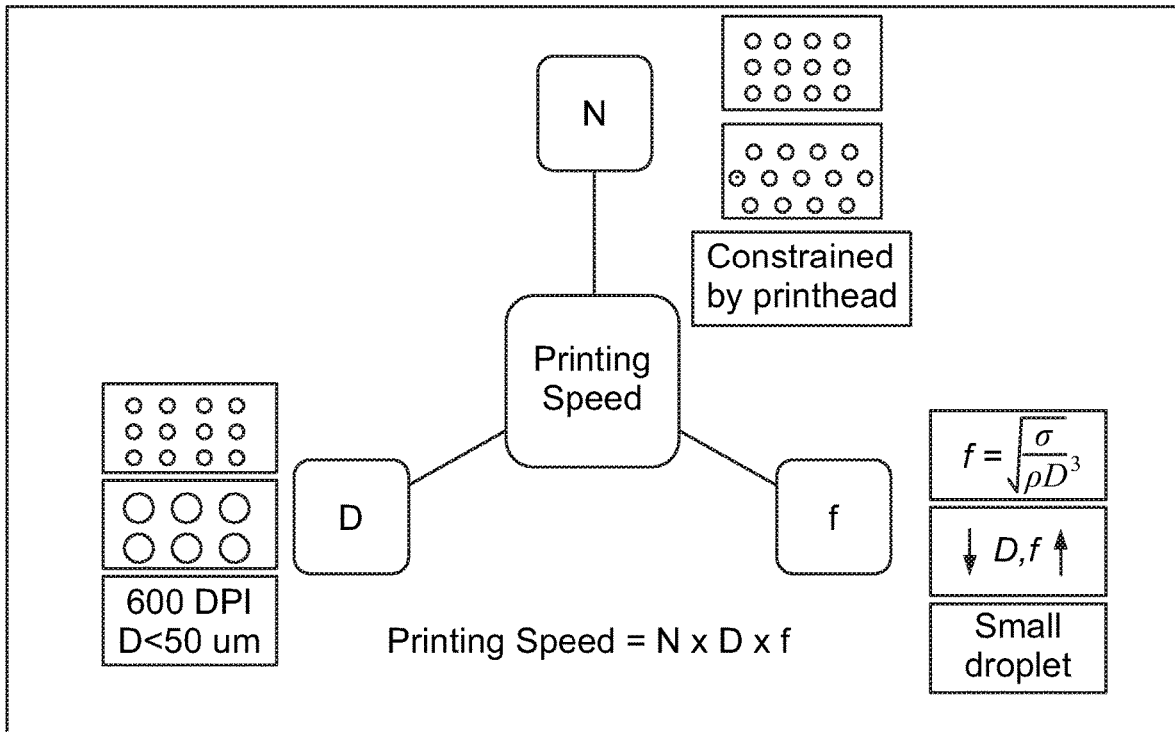 N
Constrained
by printhead
Printing
Speed
D
600 DPI
D<50 um
f
f = √σ/ρD³
D,f
Small
droplet
Printing Speed = N x D x f